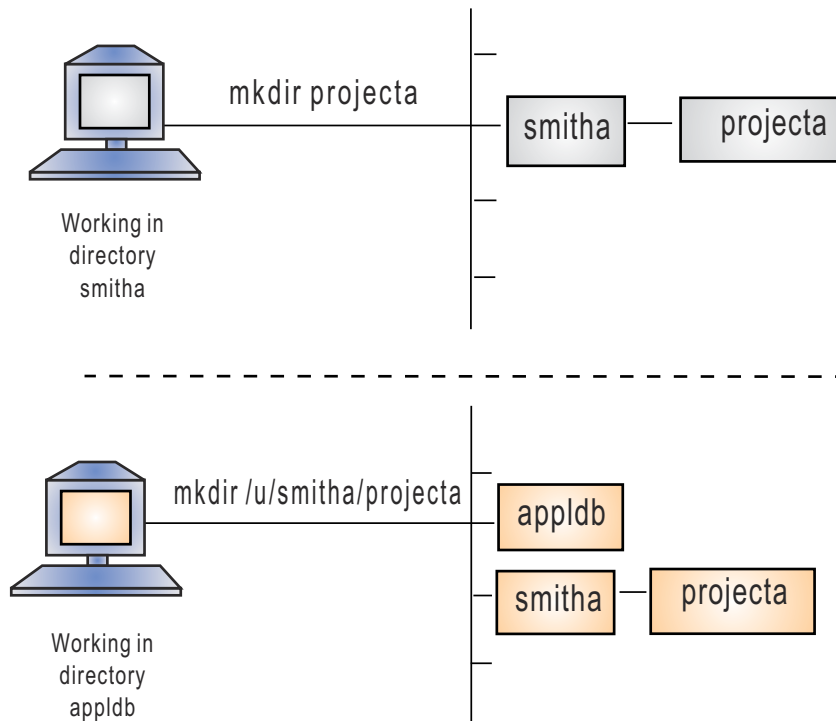 mkdir projecta
smitha
projecta
Working in
directory
smitha
mkdir /u/smitha/projecta
appldb
smitha
projecta
Working in
directory
appldb